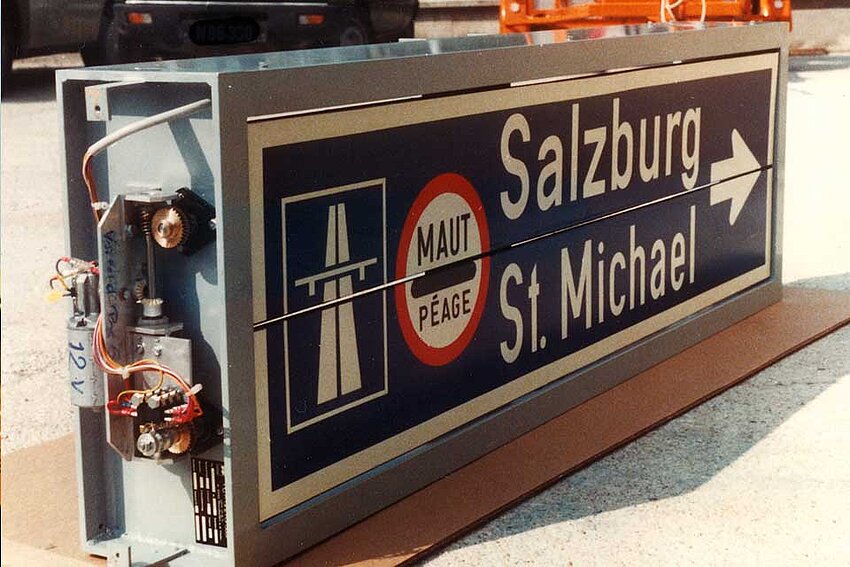 MAUT
PÉAGE
Salzburg
St. Michael
12 V